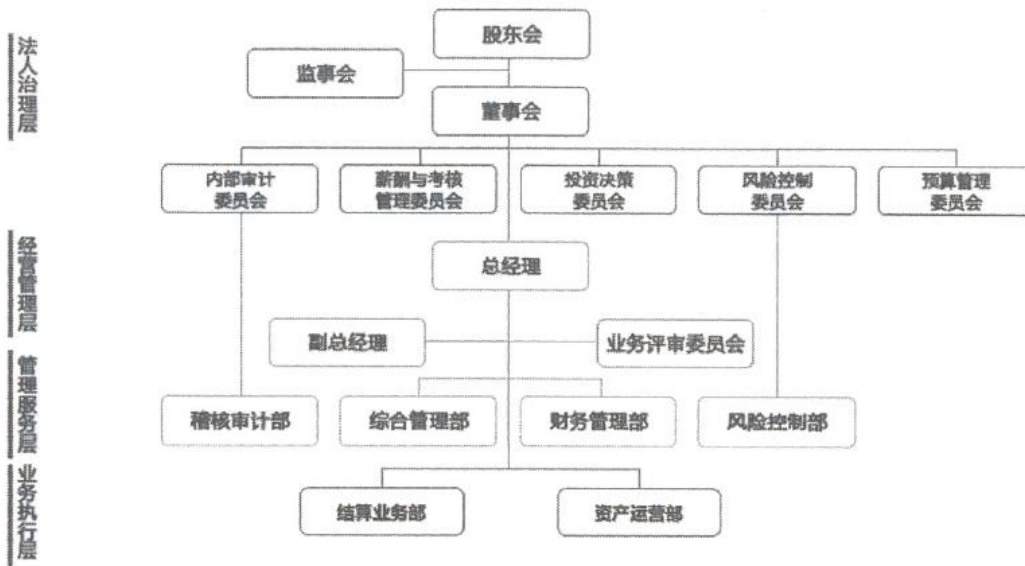 法人治理层
股东会
监事会
董事会
内部审计
委员会
薪酬与考核
管理委员会
投资决策
委员会
风险控制
委员会
预算管理
委员会
经营管理层
总经理
副总经理
业务评审委员会
管理服务层
稽核审计部
综合管理部
财务管理部
风险控制部
业务执行层
结算业务部
资产运营部